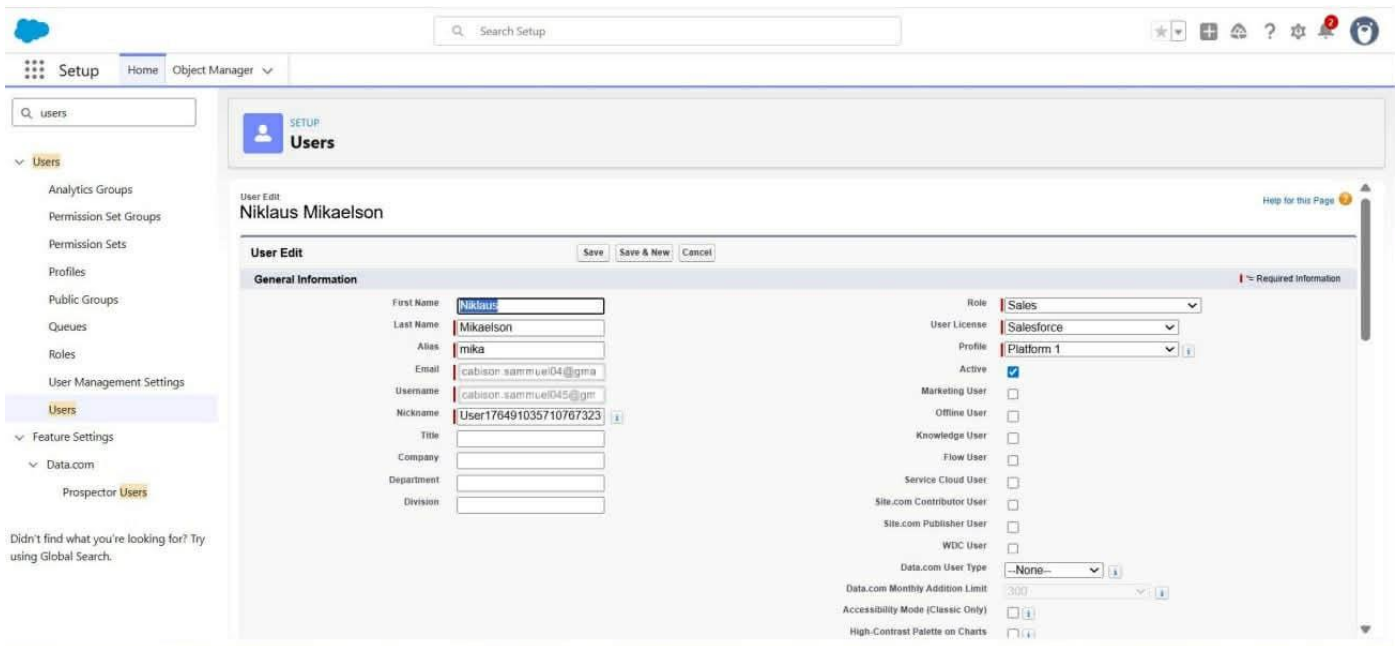 Search Setup
2
Setup
Home
Object Manager
users
SETUP
Users
Users
Analytics Groups
Permission Set Groups
Permission Sets
Profiles
Public Groups
Queues
Roles
User Management Settings
Users
Feature Settings
Data.com
Prospector Users
Didn't find what you're looking for? Try
using Global Search.
User Edit
Niklaus Mikaelson
Help for this Page ?
User Edit
Save
Save & New
Cancel
General Information
= Required Information
First Name Niklaus
Last Name Mikaelson
Alias mika
Email cabison.sammuel04@gma
Username cabison.sammuel045@gm
Nickname User176491035710767323 i
Title
Company
Department
Division
Role Sales
User License Salesforce
Profile Platform 1 i
Active
Marketing User
Offline User
Knowledge User
Flow User
Service Cloud User
Site.com Contributor User
Site.com Publisher User
WDC User
Data.com User Type --None-- i
Data.com Monthly Addition Limit 300 i
Accessibility Mode (Classic Only) i
High-Contrast Palette on Charts i